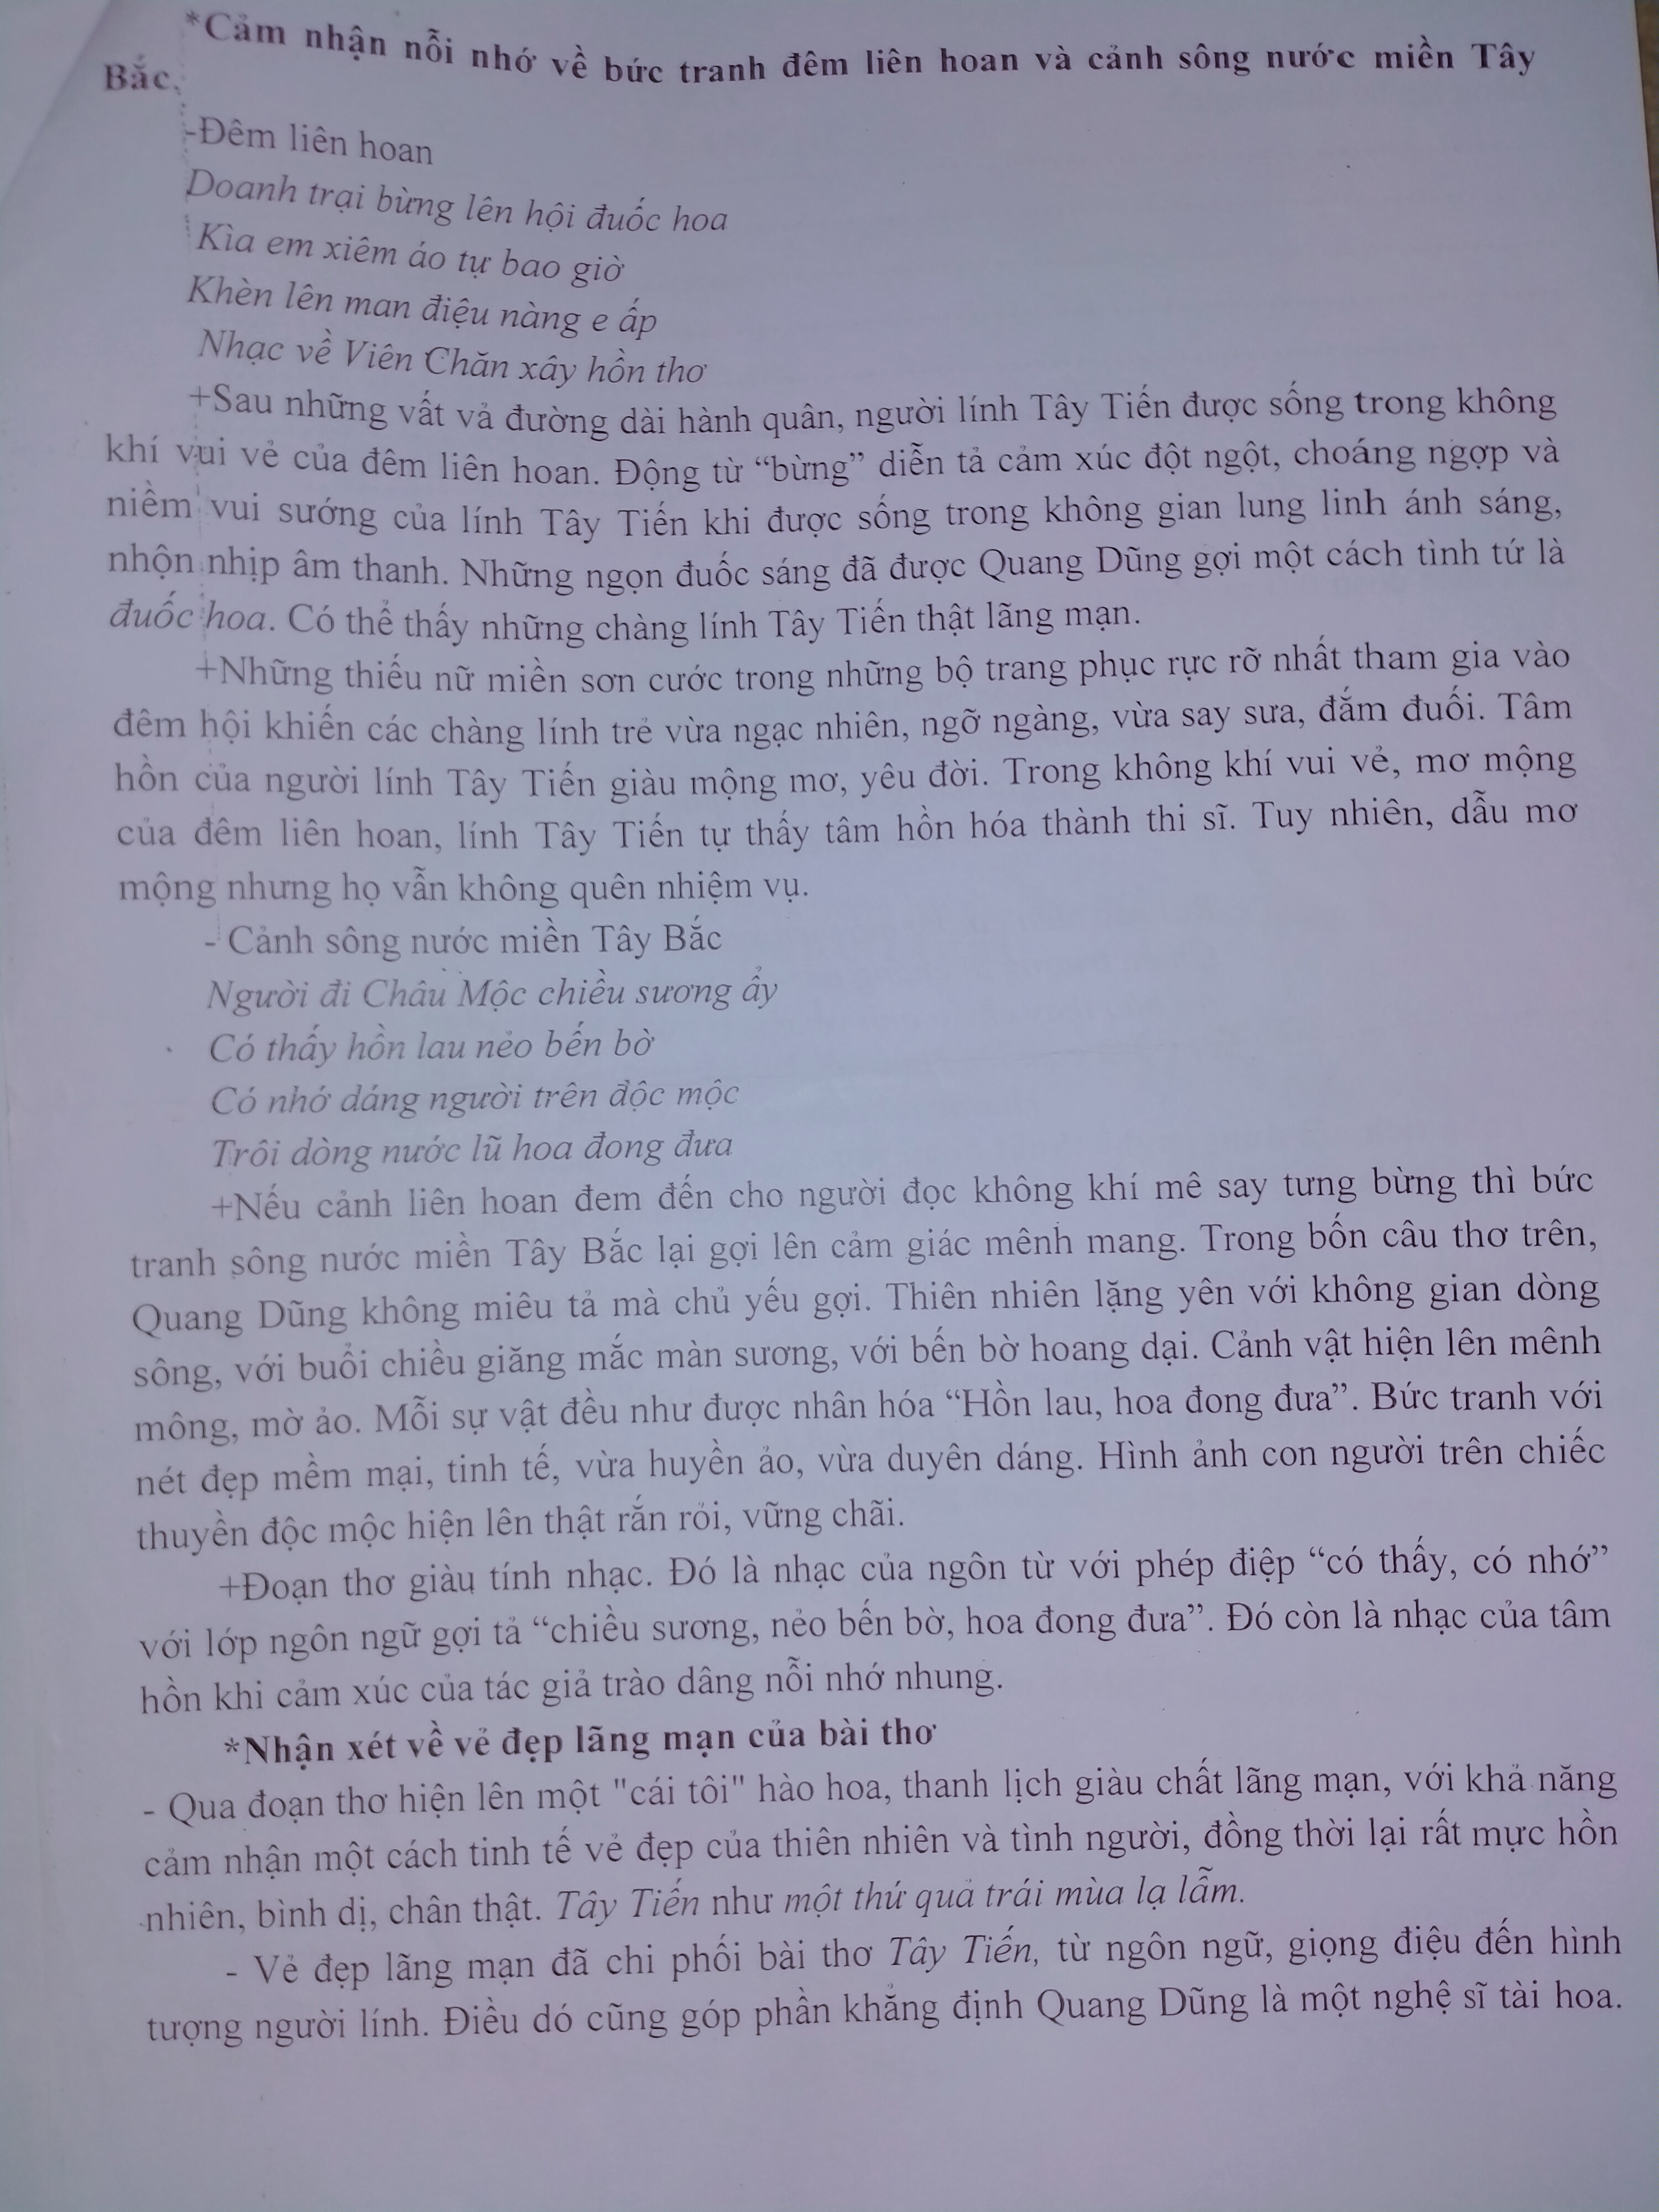 *Cảm nhận nỗi nhớ về bức tranh đêm liên hoan và cảnh sông nước miền Tây
Bắc.
-Đêm liên hoan
Doanh trại bừng lên hội đuốc hoa
Kìa em xiêm áo tự bao giờ
Khèn lên man điệu nàng e ấp
Nhạc về Viên Chăn xây hồn thơ
+Sau những vất vả đường dài hành quân, người lính Tây Tiến được sống trong không
khí vui vẻ của đêm liên hoan. Động từ “bừng” diễn tả cảm xúc đột ngột, choáng ngợp và
niềm vui sướng của lính Tây Tiến khi được sống trong không gian lung linh ánh sáng,
nhộn nhịp âm thanh. Những ngọn đuốc sáng đã được Quang Dũng gợi một cách tình tứ là
đuốc hoa. Có thể thấy những chàng lính Tây Tiến thật lãng mạn.
+Những thiếu nữ miền sơn cước trong những bộ trang phục rực rỡ nhất tham gia vào
đêm hội khiến các chàng lính trẻ vừa ngạc nhiên, ngỡ ngàng, vừa say sưa, đắm đuối. Tâm
hồn của người lính Tây Tiến giàu mộng mơ, yêu đời. Trong không khí vui vẻ, mơ mộng
của đêm liên hoan, lính Tây Tiến tự thấy tâm hồn hóa thành thi sĩ. Tuy nhiên, dẫu mơ
mộng nhưng họ vẫn không quên nhiệm vụ.
- Cảnh sông nước miền Tây Bắc
Người đi Châu Mộc chiều sương ấy
Có thấy hồn lau nẻo bến bờ
Có nhớ dáng người trên độc mộc
Trôi dòng nước lũ hoa đong đưa
+Nếu cảnh liên hoan đem đến cho người đọc không khí mê say tưng bừng thì bức
tranh sông nước miền Tây Bắc lại gợi lên cảm giác mênh mang. Trong bốn câu thơ trên,
Quang Dũng không miêu tả mà chủ yếu gợi. Thiên nhiên lặng yên với không gian dòng
sông, với buổi chiều giăng mắc màn sương, với bến bờ hoang dại. Cảnh vật hiện lên mênh
mông, mờ ảo. Mỗi sự vật đều như được nhân hóa “Hồn lau, hoa đong đưa”. Bức tranh với
nét đẹp mềm mại, tinh tế, vừa huyền ảo, vừa duyên dáng. Hình ảnh con người trên chiếc
thuyền độc mộc hiện lên thật rắn rỏi, vững chãi.
+Đoạn thơ giàu tính nhạc. Đó là nhạc của ngôn từ với phép điệp “có thấy, có nhớ”
với lớp ngôn ngữ gợi tả “chiều sương, nẻo bến bờ, hoa đong đưa”. Đó còn là nhạc của tâm
hồn khi cảm xúc của tác giả trào dâng nỗi nhớ nhung.
*Nhận xét về vẻ đẹp lãng mạn của bài thơ
- Qua đoạn thơ hiện lên một "cái tôi" hào hoa, thanh lịch giàu chất lãng mạn, với khả năng
cảm nhận một cách tinh tế vẻ đẹp của thiên nhiên và tình người, đồng thời lại rất mực hồn
nhiên, bình dị, chân thật. Tây Tiến như một thứ quả trái mùa lạ lẫm.
- Vẻ đẹp lãng mạn đã chi phối bài thơ Tây Tiến, từ ngôn ngữ, giọng điệu đến hình
tượng người lính. Điều dó cũng góp phần khẳng định Quang Dũng là một nghệ sĩ tài hoa.